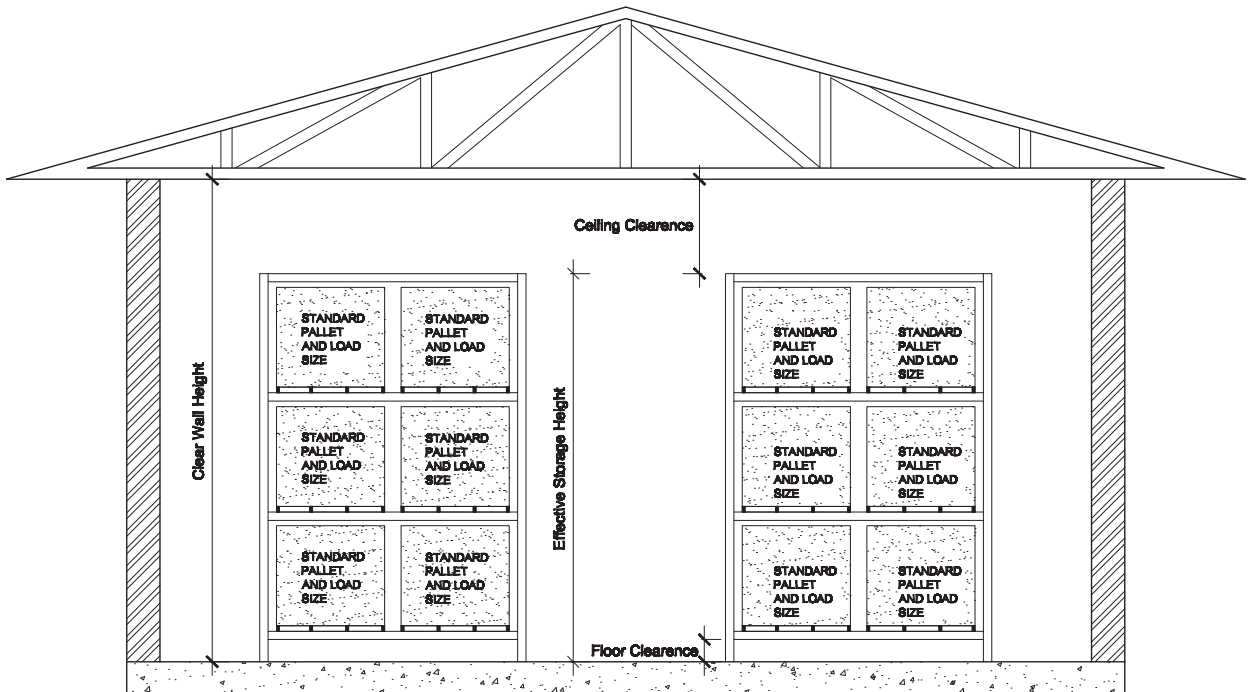 Ceiling Clearence
Clear Wall Height
Effective Storage Height
STANDARD
PALLET
AND LOAD
SIZE
STANDARD
PALLET
AND LOAD
SIZE
STANDARD
PALLET
AND LOAD
SIZE
STANDARD
PALLET
AND LOAD
SIZE
STANDARD
PALLET
AND LOAD
SIZE
STANDARD
PALLET
AND LOAD
SIZE
STANDARD
PALLET
AND LOAD
SIZE
STANDARD
PALLET
AND LOAD
SIZE
STANDARD
PALLET
AND LOAD
SIZE
STANDARD
PALLET
AND LOAD
SIZE
STANDARD
PALLET
AND LOAD
SIZE
STANDARD
PALLET
AND LOAD
SIZE
Floor Clearence